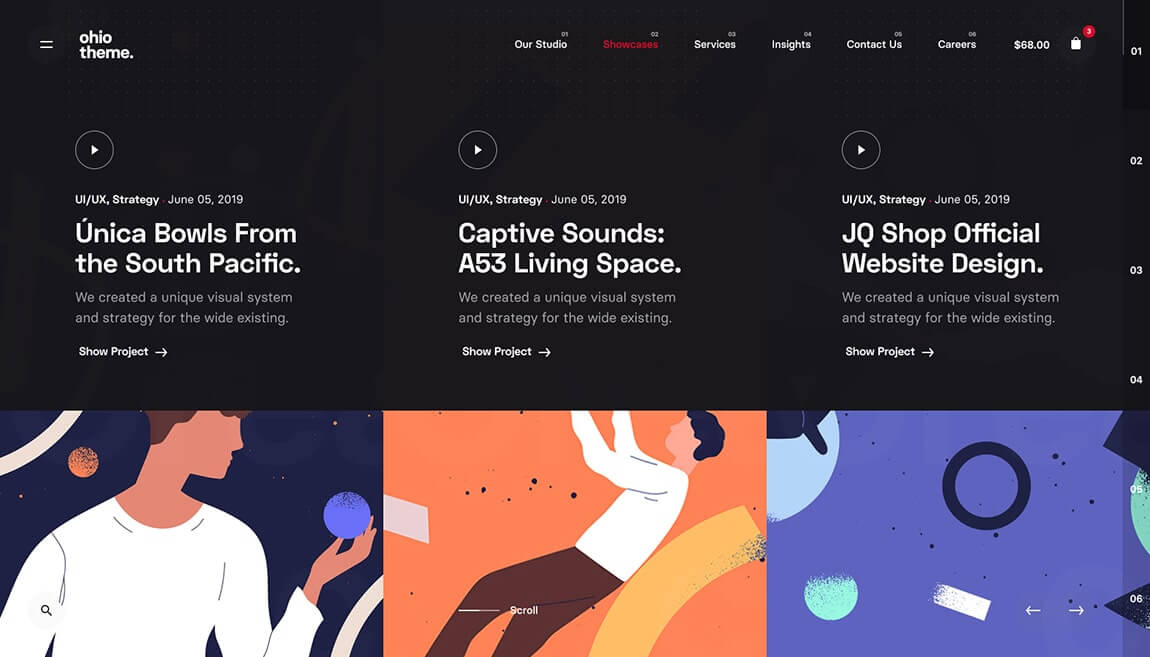 ohio
theme.
Our Studio 01
Showcases 02
Services 03
Insights 04
Contact Us 05
Careers 06
$68.00
3
01
02
03
04
05
06
UI/UX, Strategy · June 05, 2019
Única Bowls From
the South Pacific.
We created a unique visual system
and strategy for the wide existing.
Show Project →
UI/UX, Strategy · June 05, 2019
Captive Sounds:
A53 Living Space.
We created a unique visual system
and strategy for the wide existing.
Show Project →
UI/UX, Strategy · June 05, 2019
JQ Shop Official
Website Design.
We created a unique visual system
and strategy for the wide existing.
Show Project →
Scroll